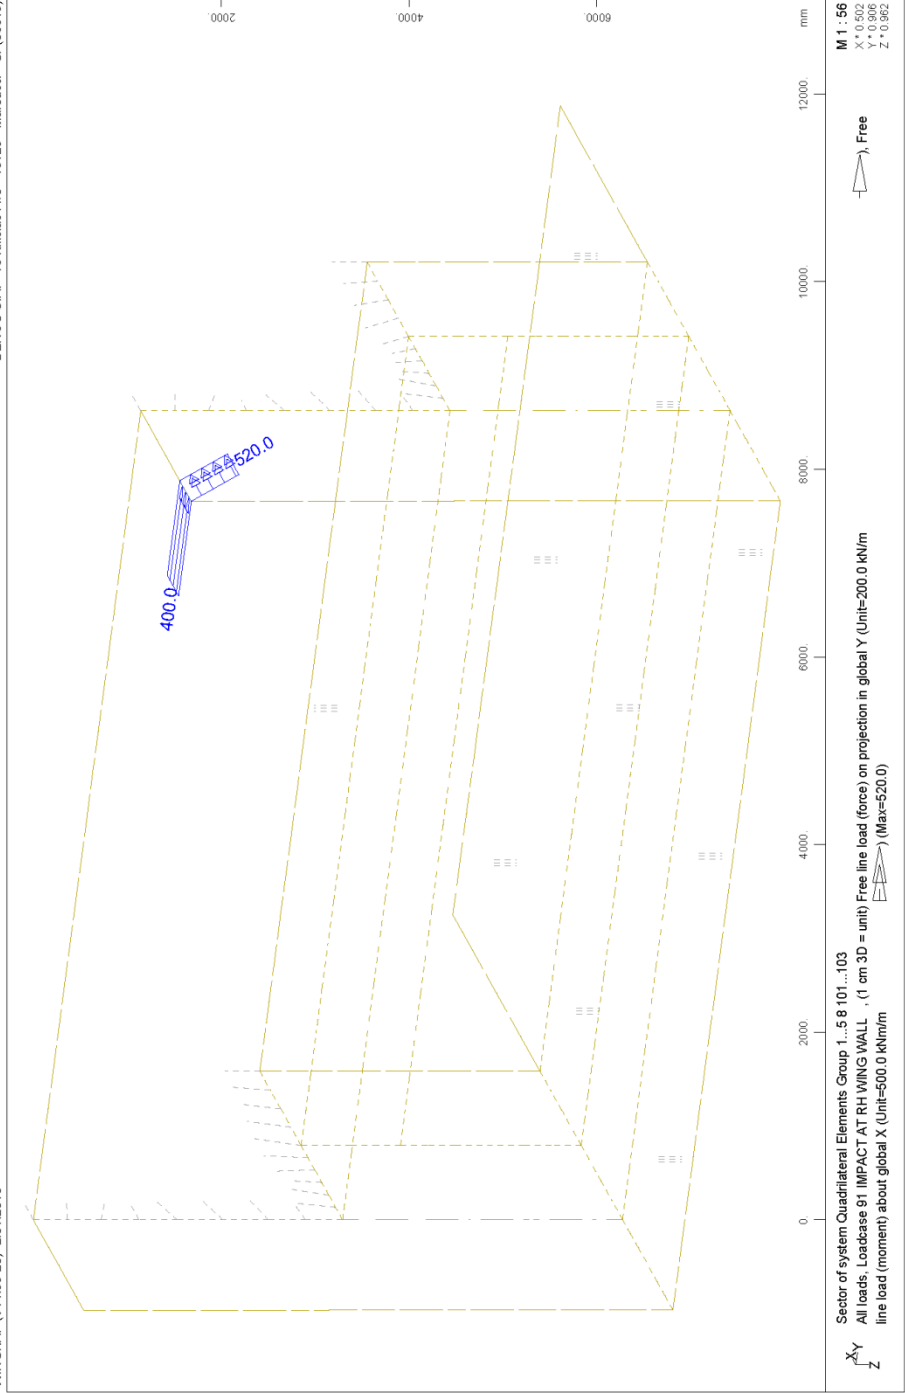 2000.
4000.
6000.
mm
400.0
520.0
0.
2000.
4000.
6000.
8000.
10000.
12000.
X
Y
Z
Sector of system Quadrilateral Elements Group 1...5 8 101...103
All loads, Loadcase 91 IMPACT AT RH WING WALL , (1 cm 3D = unit) Free line load (force) on projection in global Y (Unit=200.0 kN/m
), Free
line load (moment) about global X (Unit=500.0 kNm/m
) (Max=520.0)
M 1 : 56
X * 0.502
Y * 0.906
Z * 0.962